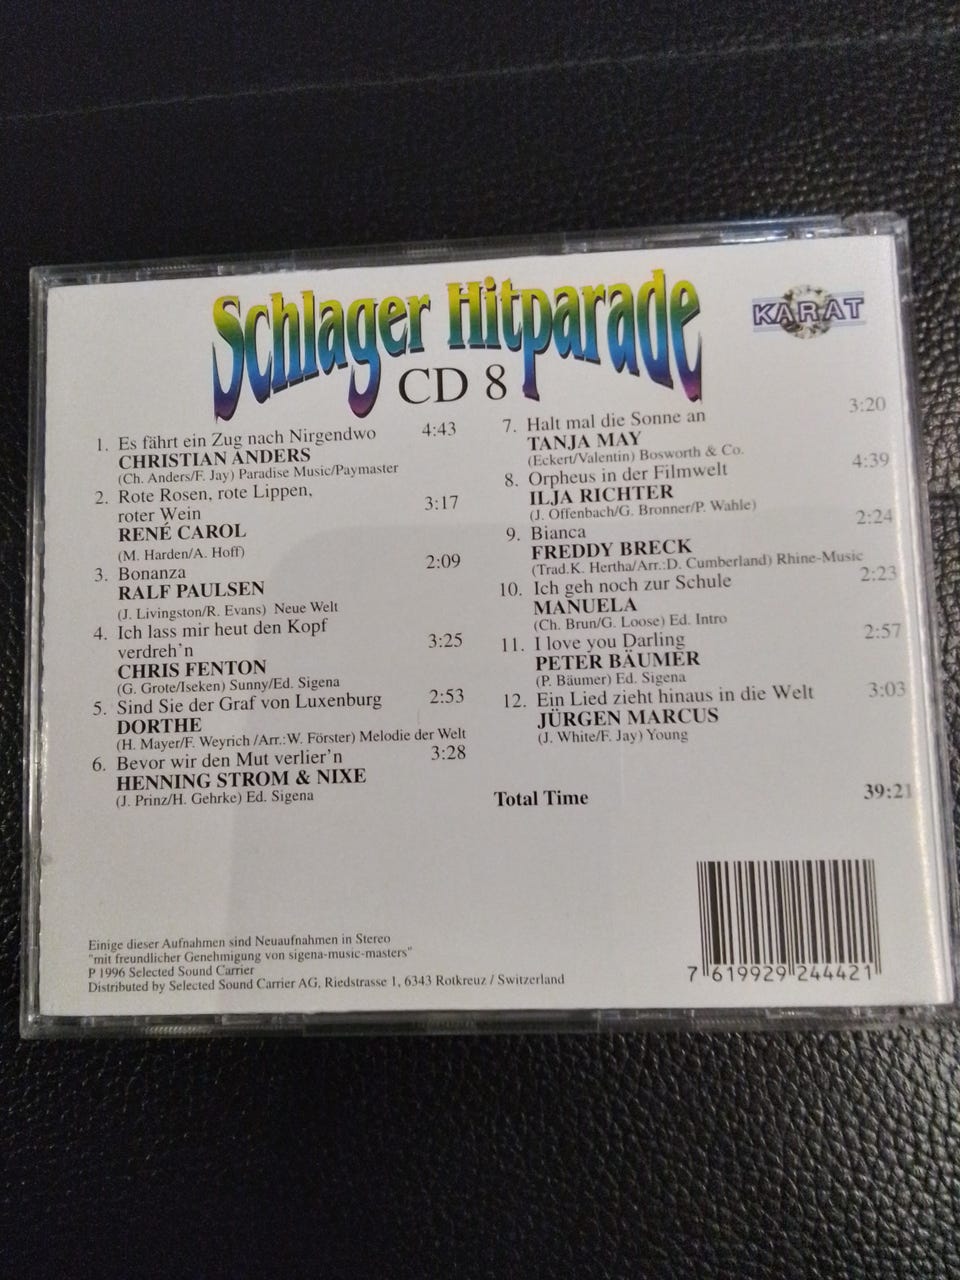 Schlager Hitparade
CD 8
KARAT
1. Es fährt ein Zug nach Nirgendwo 4:43
CHRISTIAN ANDERS
(Ch. Anders/F. Jay) Paradise Music/Paymaster
2. Rote Rosen, rote Lippen,
roter Wein 3:17
RENÉ CAROL
(M. Harden/A. Hoff)
3. Bonanza 2:09
RALF PAULSEN
(J. Livingston/R. Evans) Neue Welt
4. Ich lass mir heut den Kopf
verdreh'n 3:25
CHRIS FENTON
(G. Grote/Iseken) Sunny/Ed. Sigena
5. Sind Sie der Graf von Luxenburg 2:53
DORTHE
(H. Mayer/F. Weyrich /Arr.:W. Förster) Melodie der Welt
6. Bevor wir den Mut verlier'n 3:28
HENNING STROM & NIXE
(J. Prinz/H. Gehrke) Ed. Sigena
7. Halt mal die Sonne an 3:20
TANJA MAY
(Eckert/Valentin) Bosworth & Co.
8. Orpheus in der Filmwelt 4:39
ILJA RICHTER
(J. Offenbach/G. Bronner/P. Wahle)
9. Bianca 2:24
FREDDY BRECK
(Trad.K. Hertha/Arr.:D. Cumberland) Rhine-Music
10. Ich geh noch zur Schule 2:23
MANUELA
(Ch. Brun/G. Loose) Ed. Intro
11. I love you Darling 2:57
PETER BÄUMER
(P. Bäumer) Ed. Sigena
12. Ein Lied zieht hinaus in die Welt 3:03
JÜRGEN MARCUS
(J. White/F. Jay) Young
Total Time 39:21
Einige dieser Aufnahmen sind Neuaufnahmen in Stereo
"mit freundlicher Genehmigung von sigena-music-masters"
P 1996 Selected Sound Carrier
Distributed by Selected Sound Carrier AG, Riedstrasse 1, 6343 Rotkreuz / Switzerland
7 619929 244421